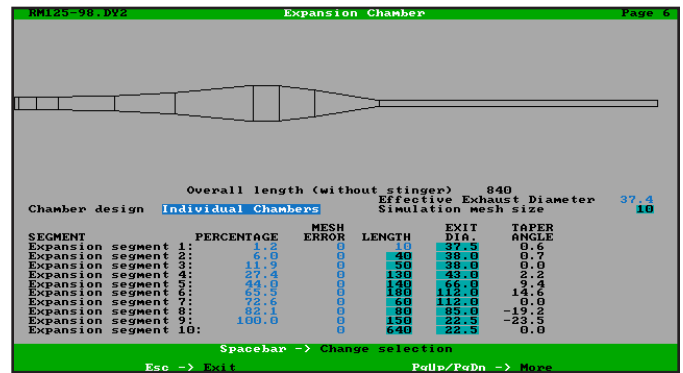 RM125-98.DY2 Expansion Chamber Page 6
Overall length (without stinger) 840
Effective Exhaust Diameter 37.4
Chamber design Individual Chambers Simulation mesh size 10
MESH EXIT TAPER
SEGMENT PERCENTAGE ERROR LENGTH DIA. ANGLE
Expansion segment 1: 1.2 0 10 37.5 0.6
Expansion segment 2: 6.0 0 40 38.0 0.7
Expansion segment 3: 11.9 0 50 38.0 0.0
Expansion segment 4: 27.4 0 130 43.0 2.2
Expansion segment 5: 44.0 0 140 66.0 9.4
Expansion segment 6: 65.5 0 180 112.0 14.6
Expansion segment 7: 72.6 0 60 112.0 0.0
Expansion segment 8: 82.1 0 80 85.0 -19.2
Expansion segment 9: 100.0 0 150 22.5 -23.5
Expansion segment 10: 640 22.5 0.0
Spacebar -> Change selection
Esc -> Exit PgUp/PgDn -> More